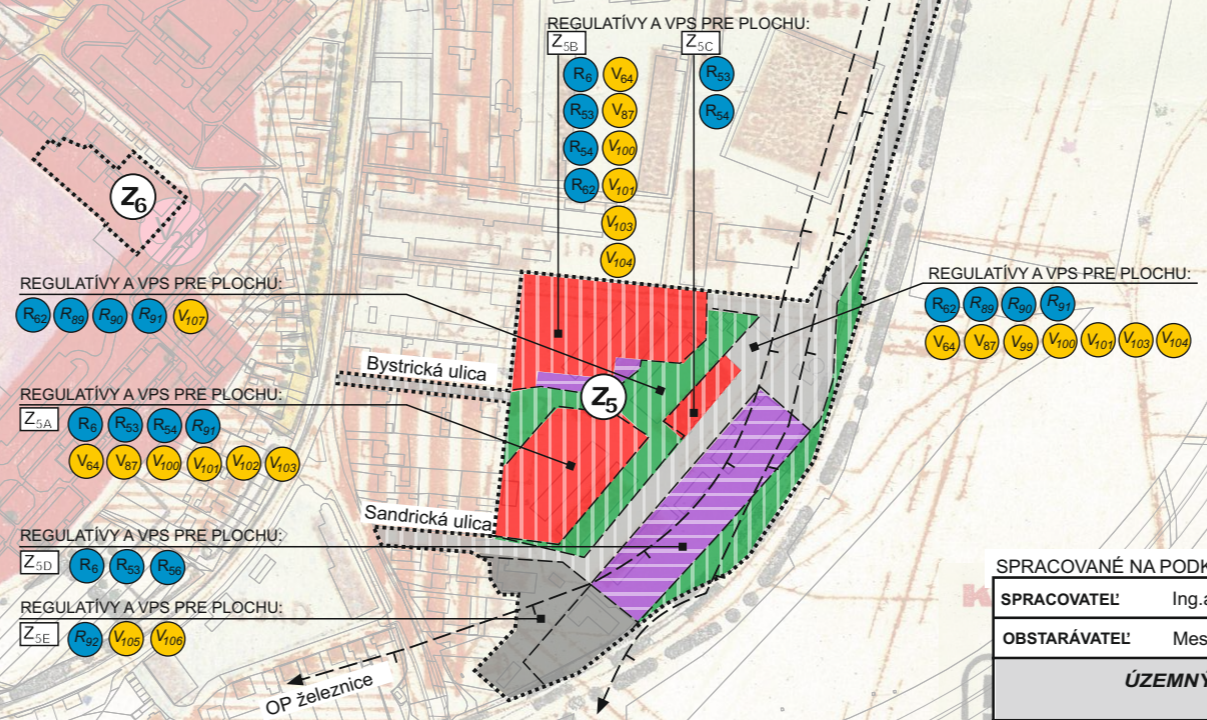 REGULATÍVY A VPS PRE PLOCHU:
Z5B Z5C
R6 V64 R53
R53 V87 R54
R54 V100
R62 V101
V103
V104
Z6
REGULATÍVY A VPS PRE PLOCHU:
R62 R89 R90 R91 V107
REGULATÍVY A VPS PRE PLOCHU:
R62 R89 R90 R91
V64 V87 V99 V100 V101 V103 V104
Bystrická ulica
Z5
REGULATÍVY A VPS PRE PLOCHU:
Z5A R6 R53 R54 R91
V64 V87 V100 V101 V102 V103
Sandrická ulica
REGULATÍVY A VPS PRE PLOCHU:
Z5D R6 R53 R56
REGULATÍVY A VPS PRE PLOCHU:
Z5E R92 V105 V106
OP železnice
SPRACOVANÉ NA PODK
SPRACOVATEĽ Ing.a
OBSTARÁVATEĽ Mes
ÚZEMNÝ